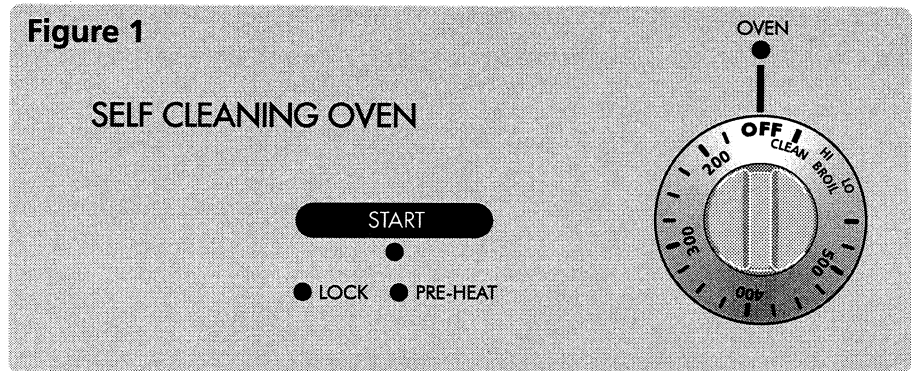 Figure 1
OVEN
SELF CLEANING OVEN
OFF
CLEAN
HI
BROIL
LO
200
300
400
500
START
LOCK
PRE-HEAT